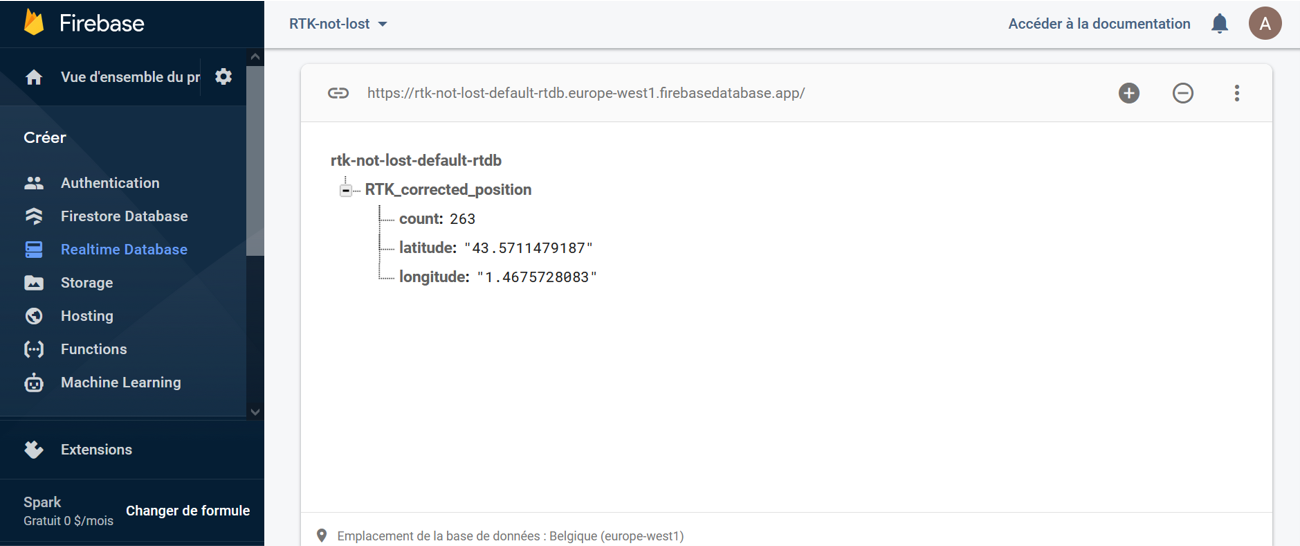 Firebase
RTK-not-lost
Accéder à la documentation
A
Vue d'ensemble du pr
Créer
Authentication
Firestore Database
Realtime Database
Storage
Hosting
Functions
Machine Learning
Extensions
Spark
Gratuit 0 $/mois
Changer de formule
https://rtk-not-lost-default-rtdb.europe-west1.firebasedatabase.app/
rtk-not-lost-default-rtdb
RTK_corrected_position
count: 263
latitude: "43.5711479187"
longitude: "1.4675728083"
Emplacement de la base de données : Belgique (europe-west1)